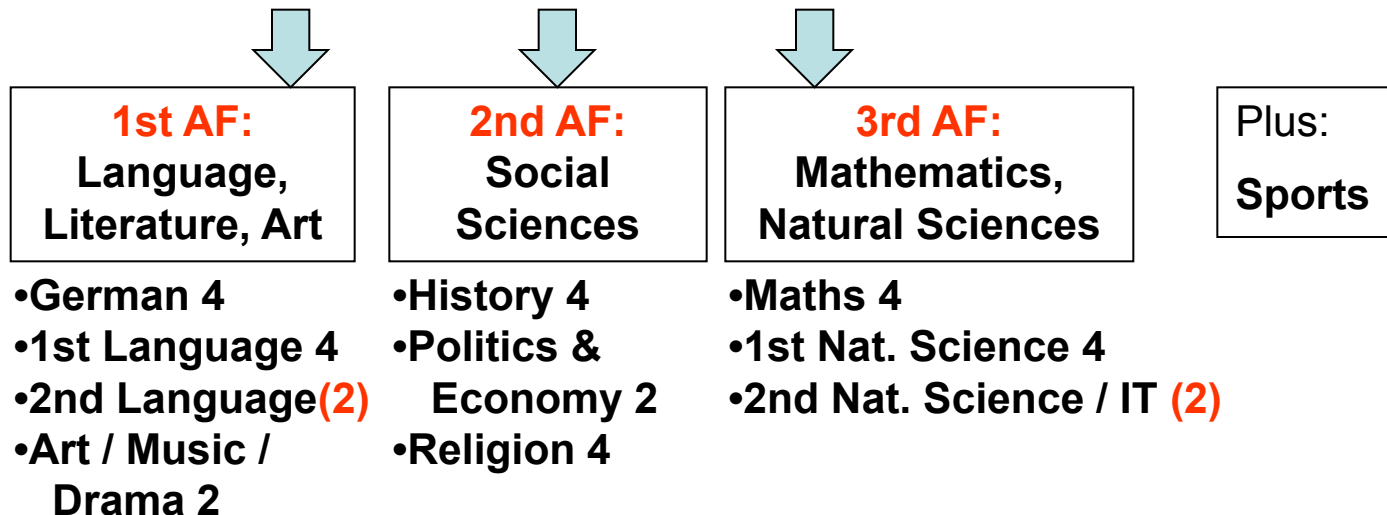 1st AF:
Language,
Literature, Art
•German 4
•1st Language 4
•2nd Language(2)
•Art / Music /
Drama 2
2nd AF:
Social
Sciences
•History 4
•Politics &
Economy 2
•Religion 4
3rd AF:
Mathematics,
Natural Sciences
•Maths 4
•1st Nat. Science 4
•2nd Nat. Science / IT (2)
Plus:
Sports